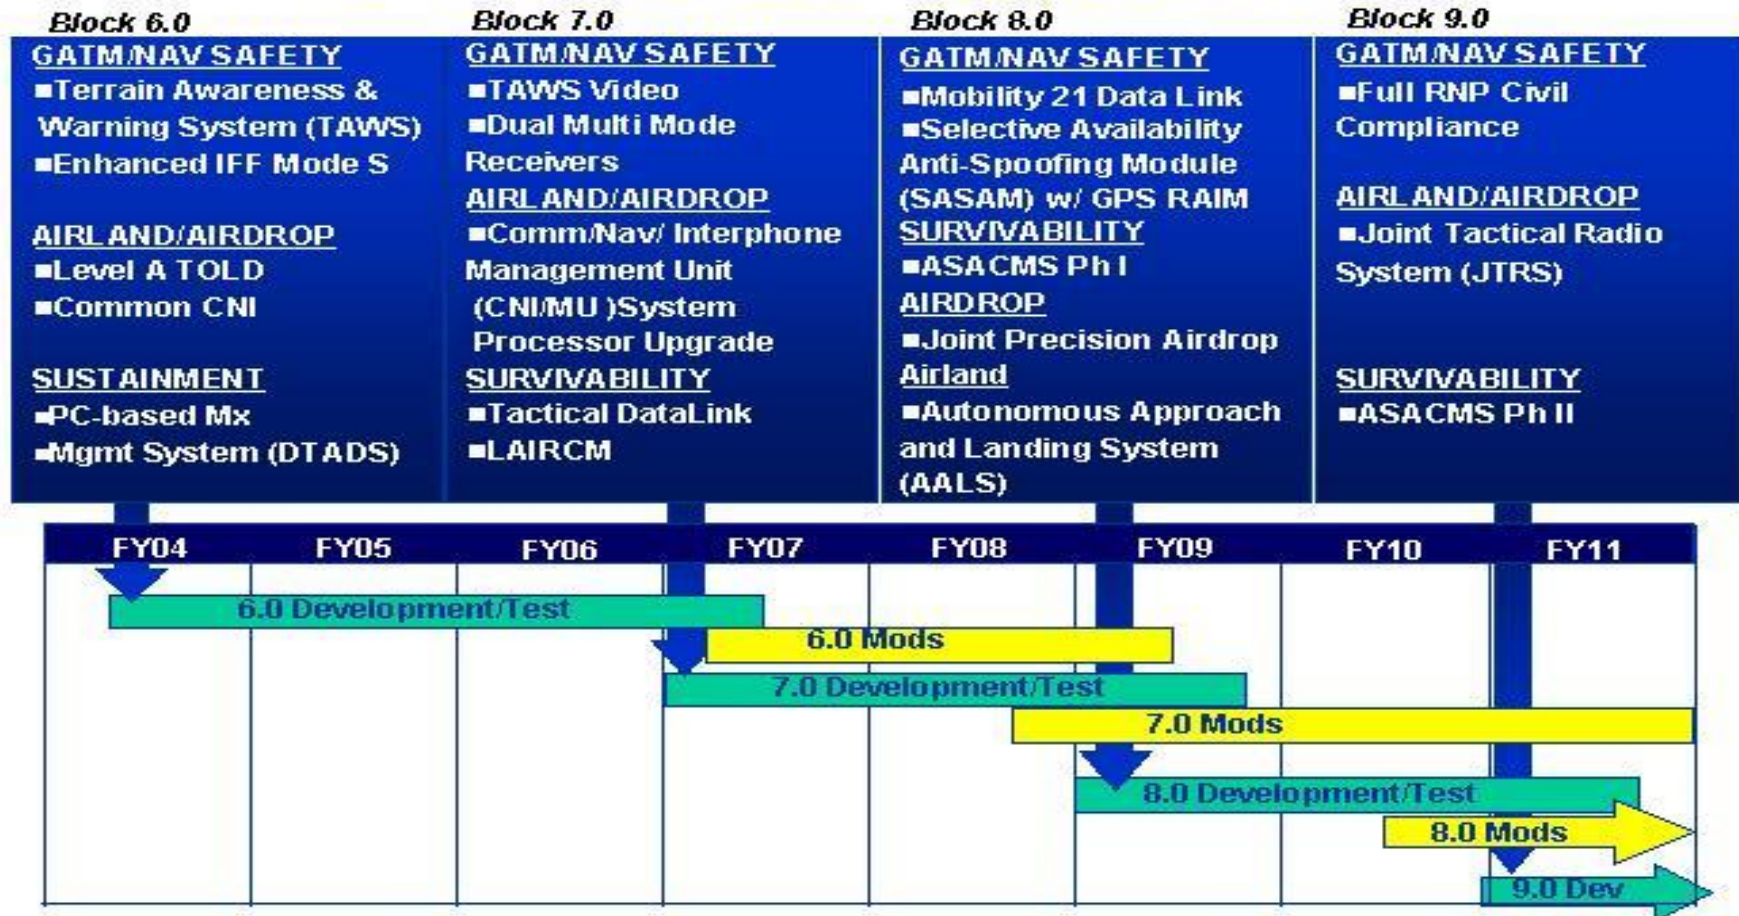 Block 6.0
GATM/NAV SAFETY
■Terrain Awareness &
Warning System (TAWS)
■Enhanced IFF Mode S
AIRLAND/AIRDROP
■Level A TOLD
■Common CNI
SUSTAINMENT
■PC-based Mx
■Mgmt System (DTADS)
Block 7.0
GATM/NAV SAFETY
■TAWS Video
■Dual Multi Mode
Receivers
AIRLAND/AIRDROP
■Comm/Nav/ Interphone
Management Unit
(CNI/MU )System
Processor Upgrade
SURVIVABILITY
■Tactical DataLink
■LAIRCM
Block 8.0
GATM/NAV SAFETY
■Mobility 21 Data Link
■Selective Availability
Anti-Spoofing Module
(SASAM) w/ GPS RAIM
SURVIVABILITY
■ASACMS Ph I
AIRDROP
■Joint Precision Airdrop
Airland
■Autonomous Approach
and Landing System
(AALS)
Block 9.0
GATM/NAV SAFETY
■Full RNP Civil
Compliance
AIRLAND/AIRDROP
■Joint Tactical Radio
System (JTRS)
SURVIVABILITY
■ASACMS Ph II
FY04 FY05 FY06 FY07 FY08 FY09 FY10 FY11
6.0 Development/Test
6.0 Mods
7.0 Development/Test
7.0 Mods
8.0 Development/Test
8.0 Mods
9.0 Dev